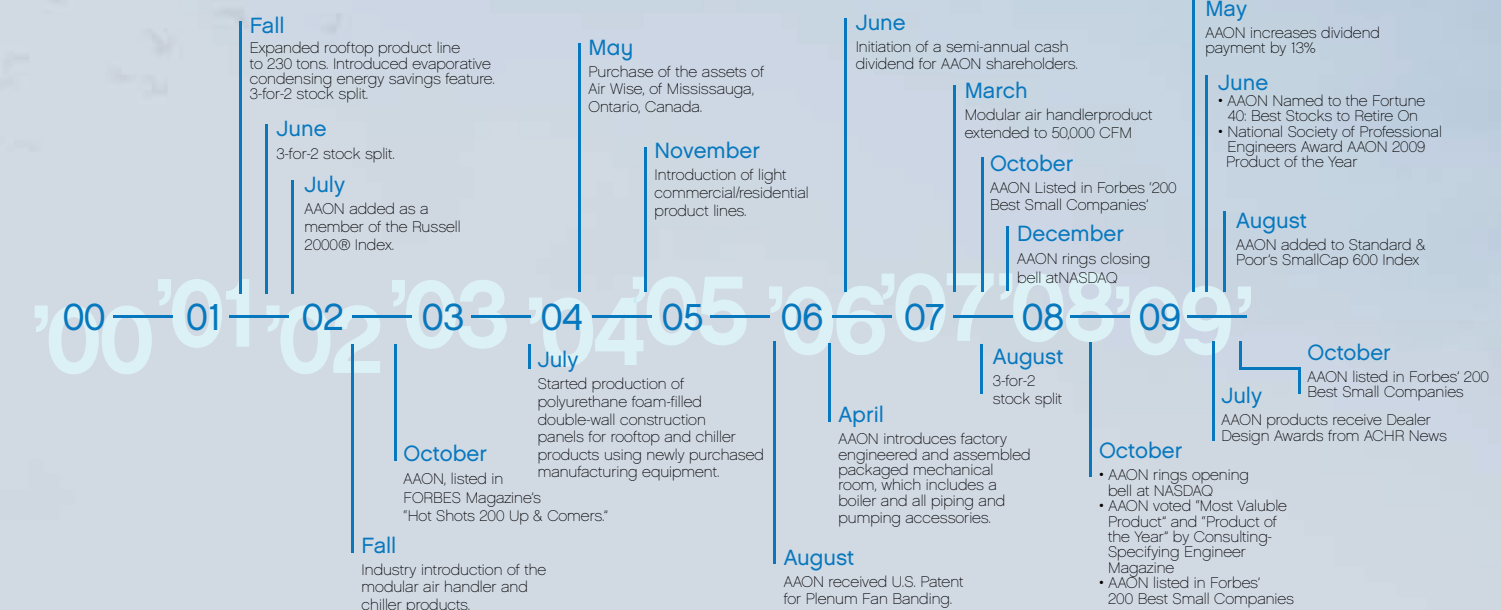 Fall
Expanded rooftop product line
to 230 tons. Introduced evaporative
condensing energy savings feature.
3-for-2 stock split.
June
3-for-2 stock split.
July
AAON added as a
member of the Russell
2000® Index.
May
Purchase of the assets of
Air Wise, of Mississauga,
Ontario, Canada.
November
Introduction of light
commercial/residential
product lines.
June
Initiation of a semi-annual cash
dividend for AAON shareholders.
March
Modular air handlerproduct
extended to 50,000 CFM
October
AAON Listed in Forbes '200
Best Small Companies'
December
AAON rings closing
bell atNASDAQ
May
AAON increases dividend
payment by 13%
June
• AAON Named to the Fortune
40: Best Stocks to Retire On
• National Society of Professional
Engineers Award AAON 2009
Product of the Year
August
AAON added to Standard &
Poor's SmallCap 600 Index
'00 '01 '02 '03 '04 '05 '06 '07 '08 '09'
00 01 02 03 04 05 06 07 08 09
Fall
Industry introduction of the
modular air handler and
chiller products.
October
AAON, listed in
FORBES Magazine's
"Hot Shots 200 Up & Comers."
July
Started production of
polyurethane foam-filled
double-wall construction
panels for rooftop and chiller
products using newly purchased
manufacturing equipment.
August
AAON received U.S. Patent
for Plenum Fan Banding.
April
AAON introduces factory
engineered and assembled
packaged mechanical
room, which includes a
boiler and all piping and
pumping accessories.
August
3-for-2
stock split
October
• AAON rings opening
bell at NASDAQ
• AAON voted "Most Valuble
Product" and "Product of
the Year" by Consulting-
Specifying Engineer
Magazine
• AAON listed in Forbes'
200 Best Small Companies
July
AAON products receive Dealer
Design Awards from ACHR News
October
AAON listed in Forbes' 200
Best Small Companies